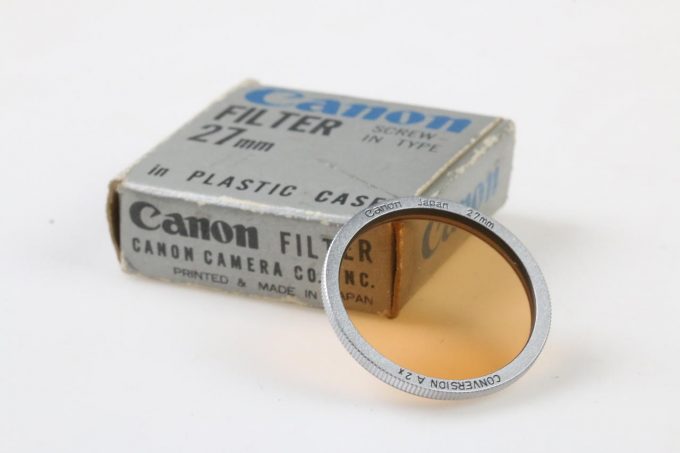 Canon
FILTER SCREW-
27mm IN TYPE
in PLASTIC CASE
Canon FILTER
CANON CAMERA CO. INC.
PRINTED & MADE IN JAPAN
Canon
Canon Japan 27mm
CONVERSION A 2x